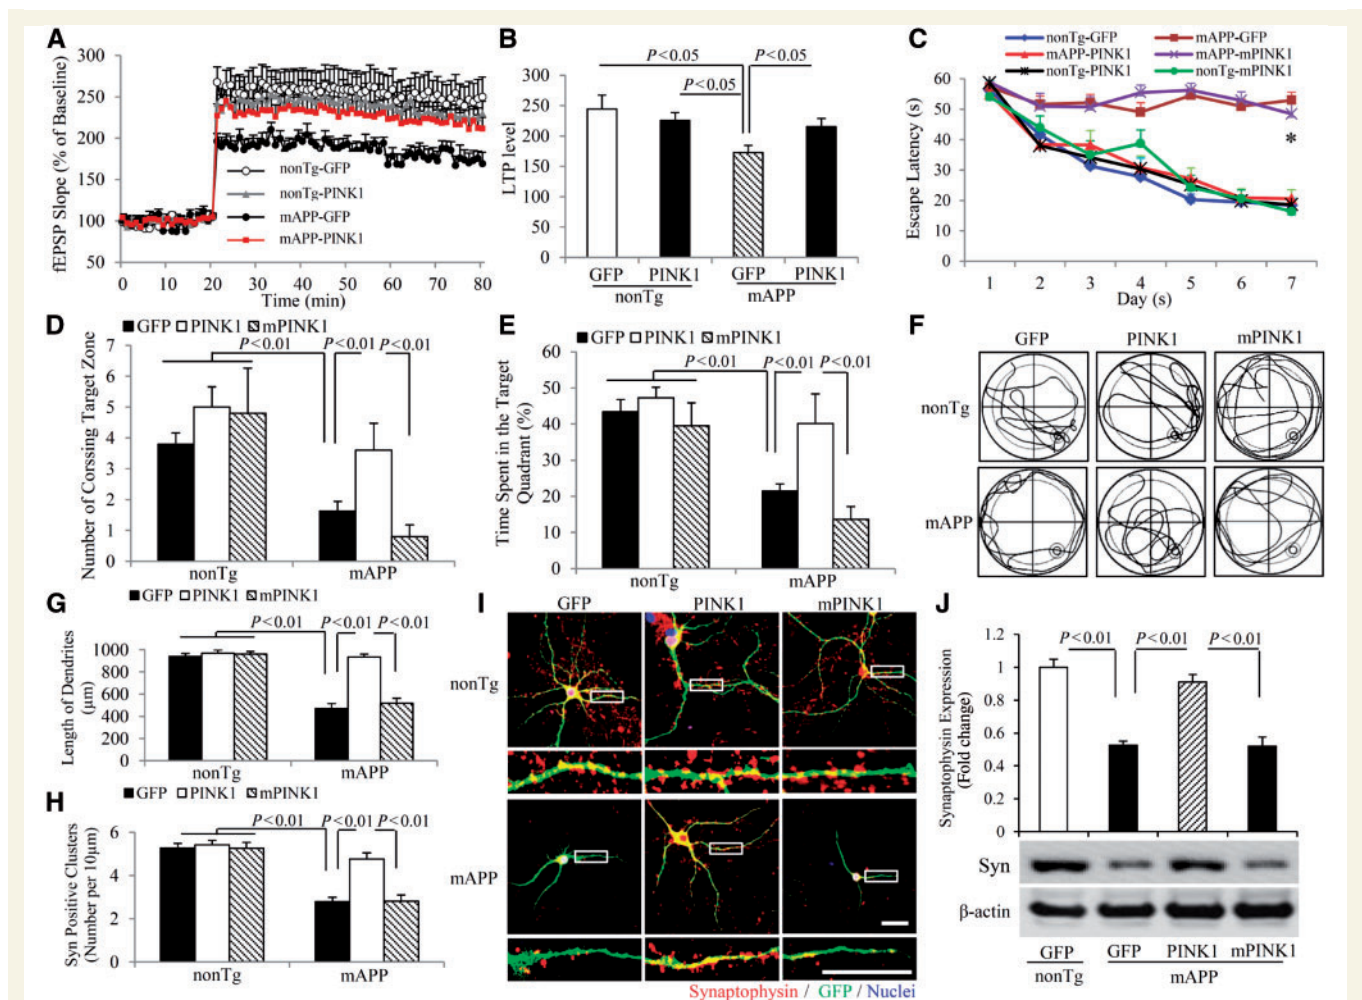 A
300
250
200
150
100
50
fEPSP Slope (% of Baseline)
nonTg-GFP
nonTg-PINK1
mAPP-GFP
mAPP-PINK1
0 10 20 30 40 50 60 70 80
Time (min)
B
P<0.05 P<0.05
P<0.05
300
250
200
150
100
50
0
LTP level
GFP PINK1 GFP PINK1
nonTg mAPP
C
nonTg-GFP mAPP-GFP
mAPP-PINK1 mAPP-mPINK1
nonTg-PINK1 nonTg-mPINK1
60
50
40
30
20
10
0
Escape Latency (s)
*
1 2 3 4 5 6 7
Day (s)
D
GFP PINK1 mPINK1
P<0.01 P<0.01 P<0.01
7
6
5
4
3
2
1
0
Number of Corssing Target Zone
nonTg mAPP
E
GFP PINK1 mPINK1
P<0.01 P<0.01 P<0.01
60
50
40
30
20
10
0
Time Spent in the Target
Quadrant (%)
nonTg mAPP
F
GFP PINK1 mPINK1
nonTg
mAPP
G
GFP PINK1 mPINK1
P<0.01 P<0.01 P<0.01
1000
800
600
400
200
0
Length of Dendrites
(μm)
nonTg mAPP
H
GFP PINK1 mPINK1
P<0.01 P<0.01 P<0.01
6
4
2
0
Syn Positive Clusters
(Number per 10μm)
nonTg mAPP
I
GFP PINK1 mPINK1
nonTg
mAPP
Synaptophysin / GFP / Nuclei
J
P<0.01 P<0.01 P<0.01
1.2
1
0.8
0.6
0.4
0.2
0
Synaptophysin Expression
(Fold change)
Syn
β-actin
GFP GFP PINK1 mPINK1
nonTg mAPP